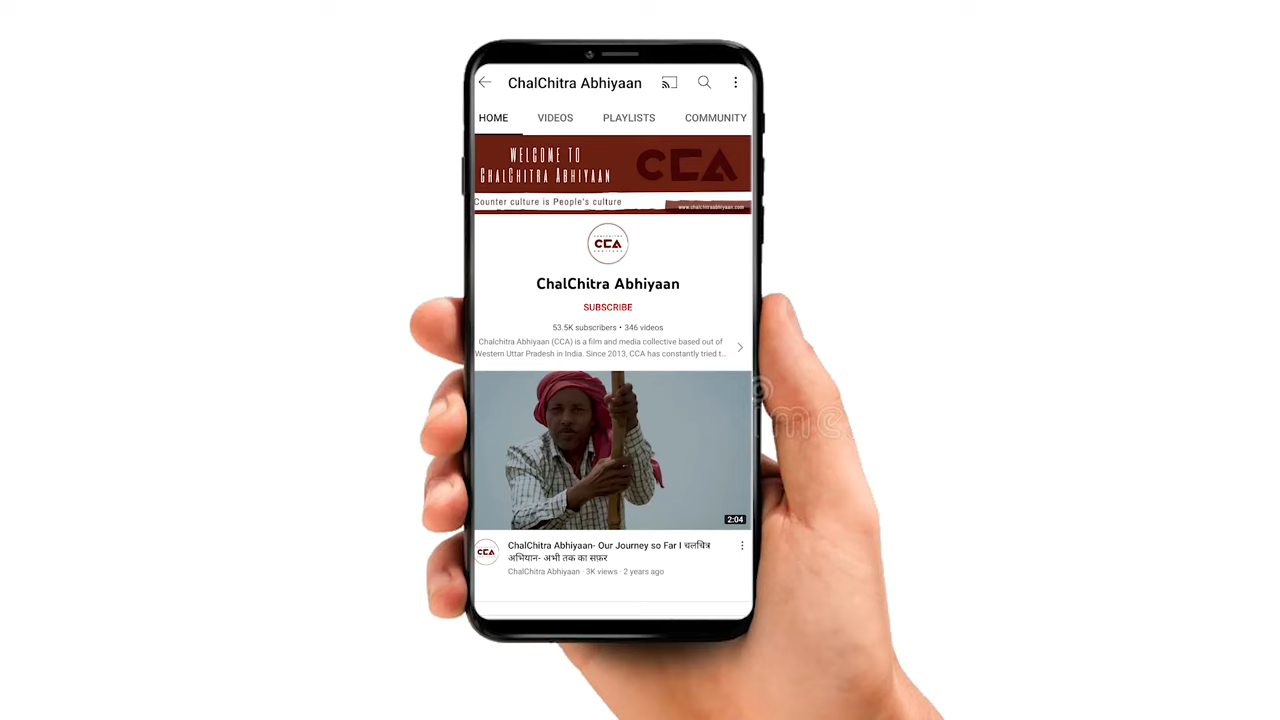 ChalChitra Abhiyaan
HOME VIDEOS PLAYLISTS COMMUNITY
WELCOME TO
CHALCHITRA ABHIYAAN
CCA
Counter culture is People's culture
www.chalchitraabhiyaan.com
CCA
ChalChitra Abhiyaan
SUBSCRIBE
53.5K subscribers • 346 videos
Chalchitra Abhiyaan (CCA) is a film and media collective based out of
Western Uttar Pradesh in India. Since 2013, CCA has constantly tried t...
2:04
CCA
ChalChitra Abhiyaan- Our Journey so Far I चलचित्र
अभियान- अभी तक का सफ़र
ChalChitra Abhiyaan · 3K views · 2 years ago